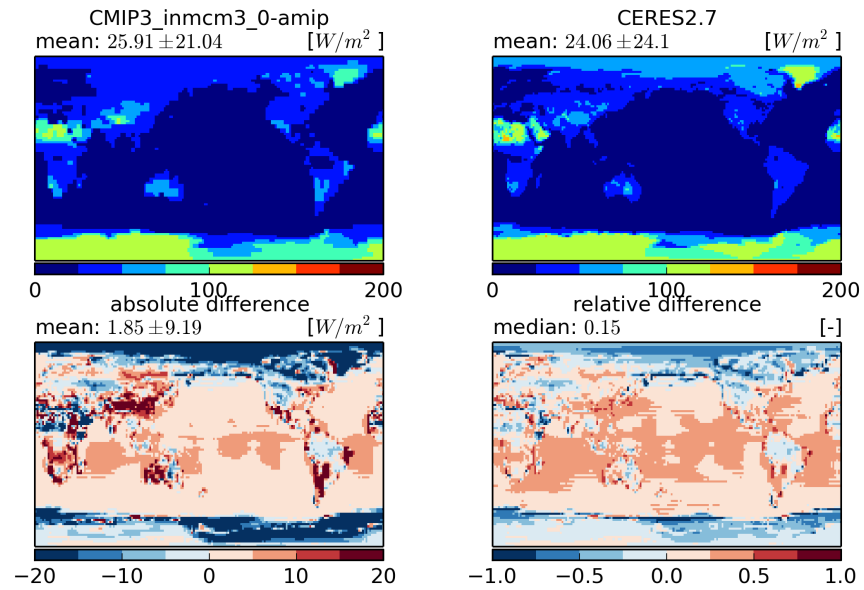 CMIP3_inmcm3_0-amip
mean: 25.91±21.04 [W/m² ]
CERES2.7
mean: 24.06±24.1 [W/m² ]
0 100 200
0 100 200
absolute difference
mean: 1.85±9.19 [W/m² ]
relative difference
median: 0.15 [-]
−20 −10 0 10 20
−1.0 −0.5 0.0 0.5 1.0